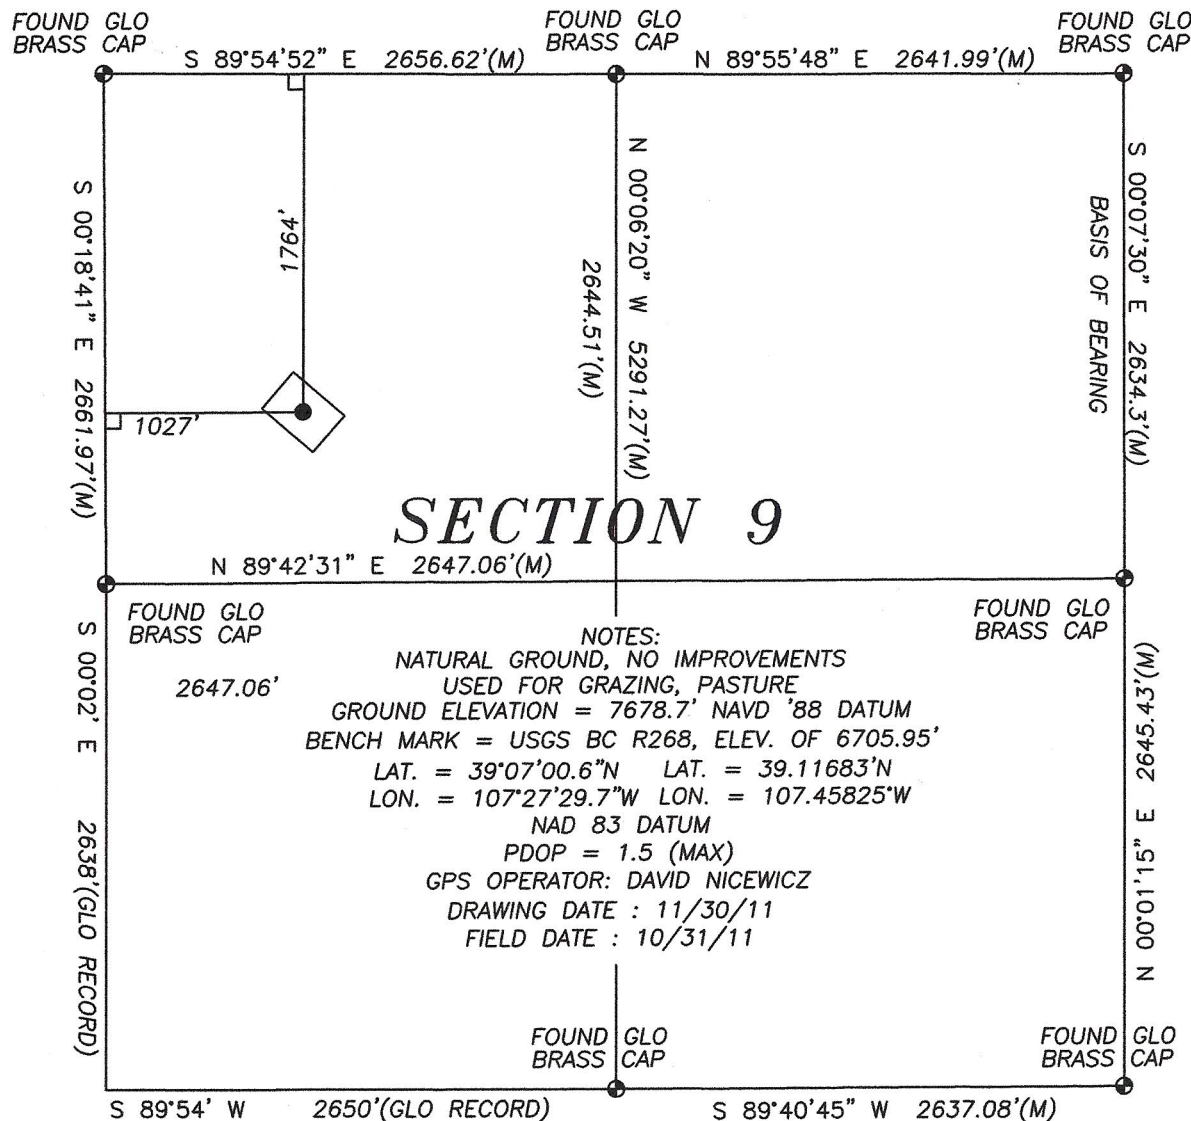 FOUND GLO
BRASS CAP
FOUND GLO
BRASS CAP
FOUND GLO
BRASS CAP
S 89°54'52" E 2656.62'(M)
N 89°55'48" E 2641.99'(M)
S 00°18'41" E 2661.97'(M)
1764'
1027'
N 00°06'20" W 5291.27'(M)
2644.51'(M)
BASIS OF BEARING
S 00°07'30" E 2634.3'(M)
SECTION 9
N 89°42'31" E 2647.06'(M)
FOUND GLO
BRASS CAP
FOUND GLO
BRASS CAP
2647.06'
S 00°02' E 2638'(GLO RECORD)
NOTES:
NATURAL GROUND, NO IMPROVEMENTS
USED FOR GRAZING, PASTURE
GROUND ELEVATION = 7678.7' NAVD '88 DATUM
BENCH MARK = USGS BC R268, ELEV. OF 6705.95'
LAT. = 39°07'00.6"N LAT. = 39.11683°N
LON. = 107°27'29.7"W LON. = 107.45825°W
NAD 83 DATUM
PDOP = 1.5 (MAX)
GPS OPERATOR: DAVID NICEWICZ
DRAWING DATE : 11/30/11
FIELD DATE : 10/31/11
N 00°01'15" E 2645.43'(M)
FOUND GLO
BRASS CAP
FOUND GLO
BRASS CAP
S 89°54' W 2650'(GLO RECORD)
S 89°40'45" W 2637.08'(M)